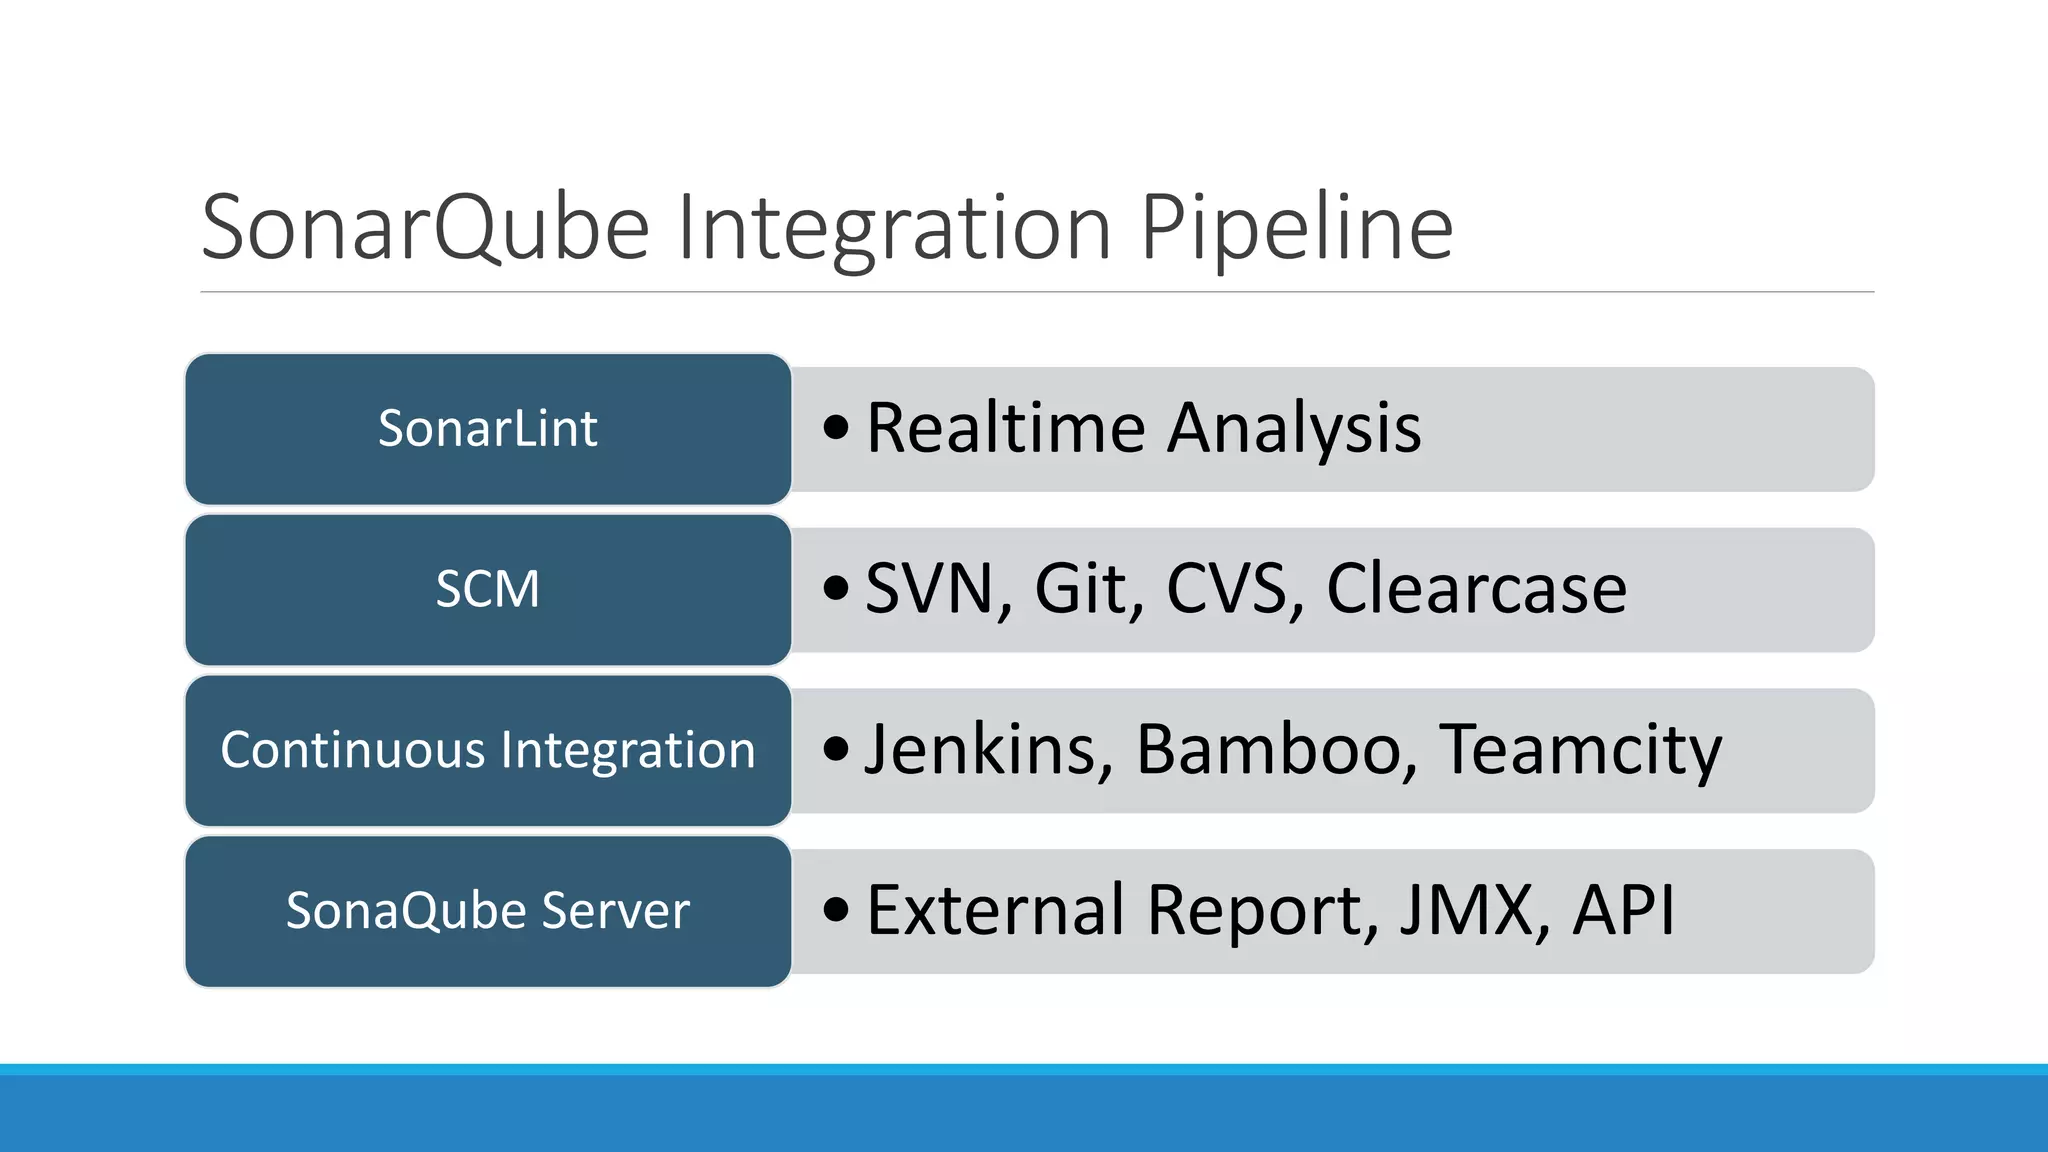 SonarQube Integration Pipeline
SonarLint
• Realtime Analysis
SCM
• SVN, Git, CVS, Clearcase
Continuous Integration
• Jenkins, Bamboo, Teamcity
SonaQube Server
• External Report, JMX, API